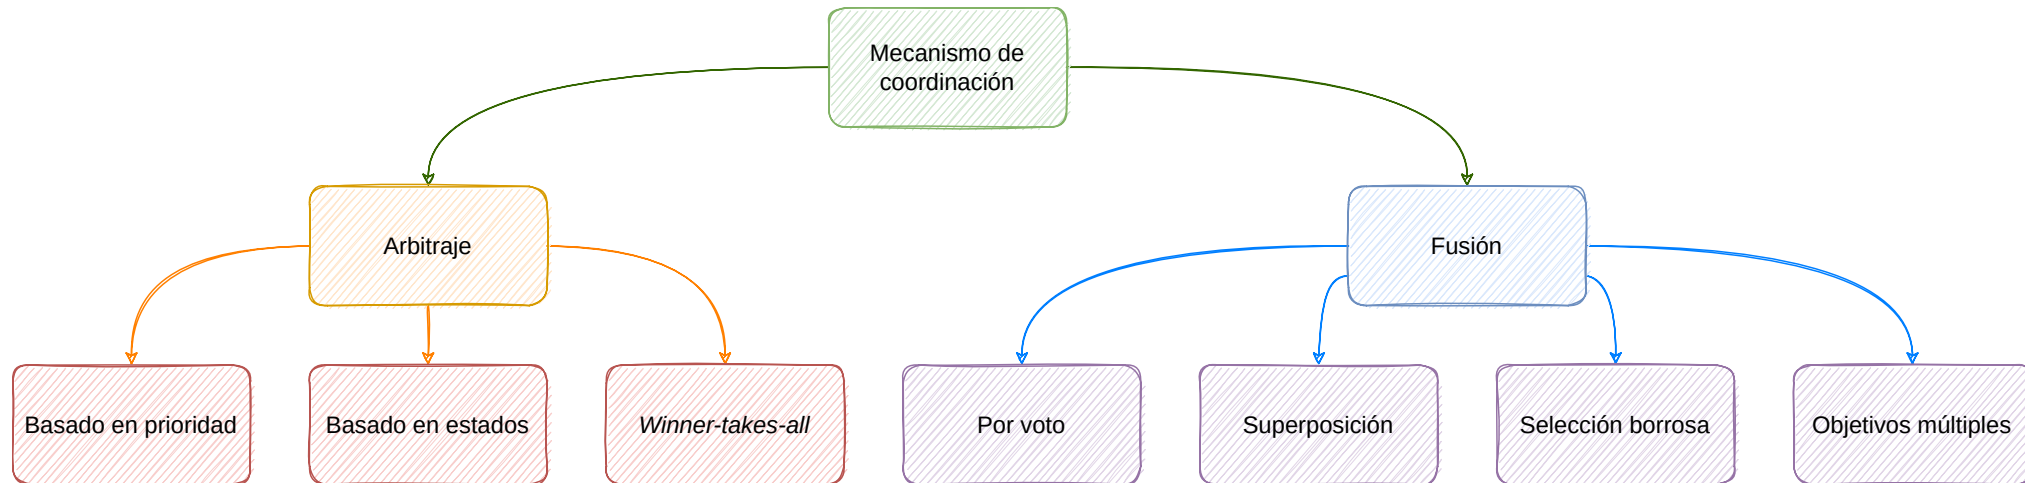 Mecanismo de
coordinación
Arbitraje
Fusión
Basado en prioridad
Basado en estados
Winner-takes-all
Por voto
Superposición
Selección borrosa
Objetivos múltiples